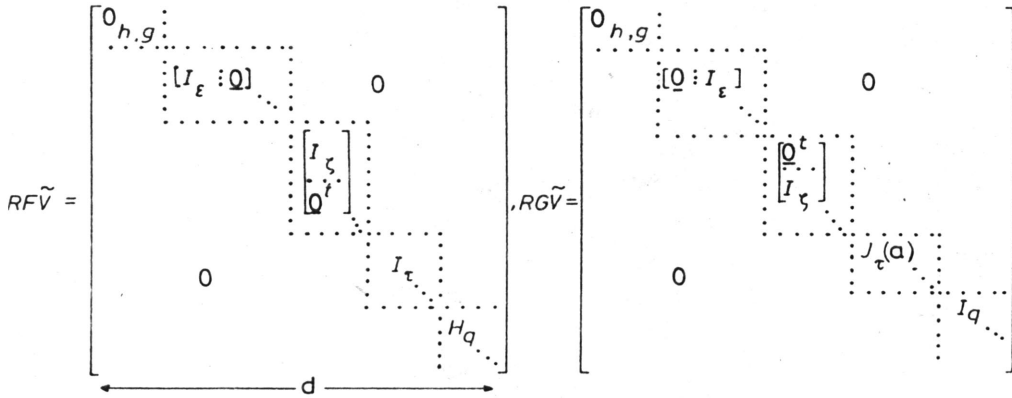 0h,g 0h,g
[Iε ⋮ 0] 0 [0 ⋮ Iε] 0
RFṼ = [Iζ 0ᵗ] , RGṼ = [0ᵗ Iζ]
0 Iτ 0 Jτ(a)
Hq Iq
d